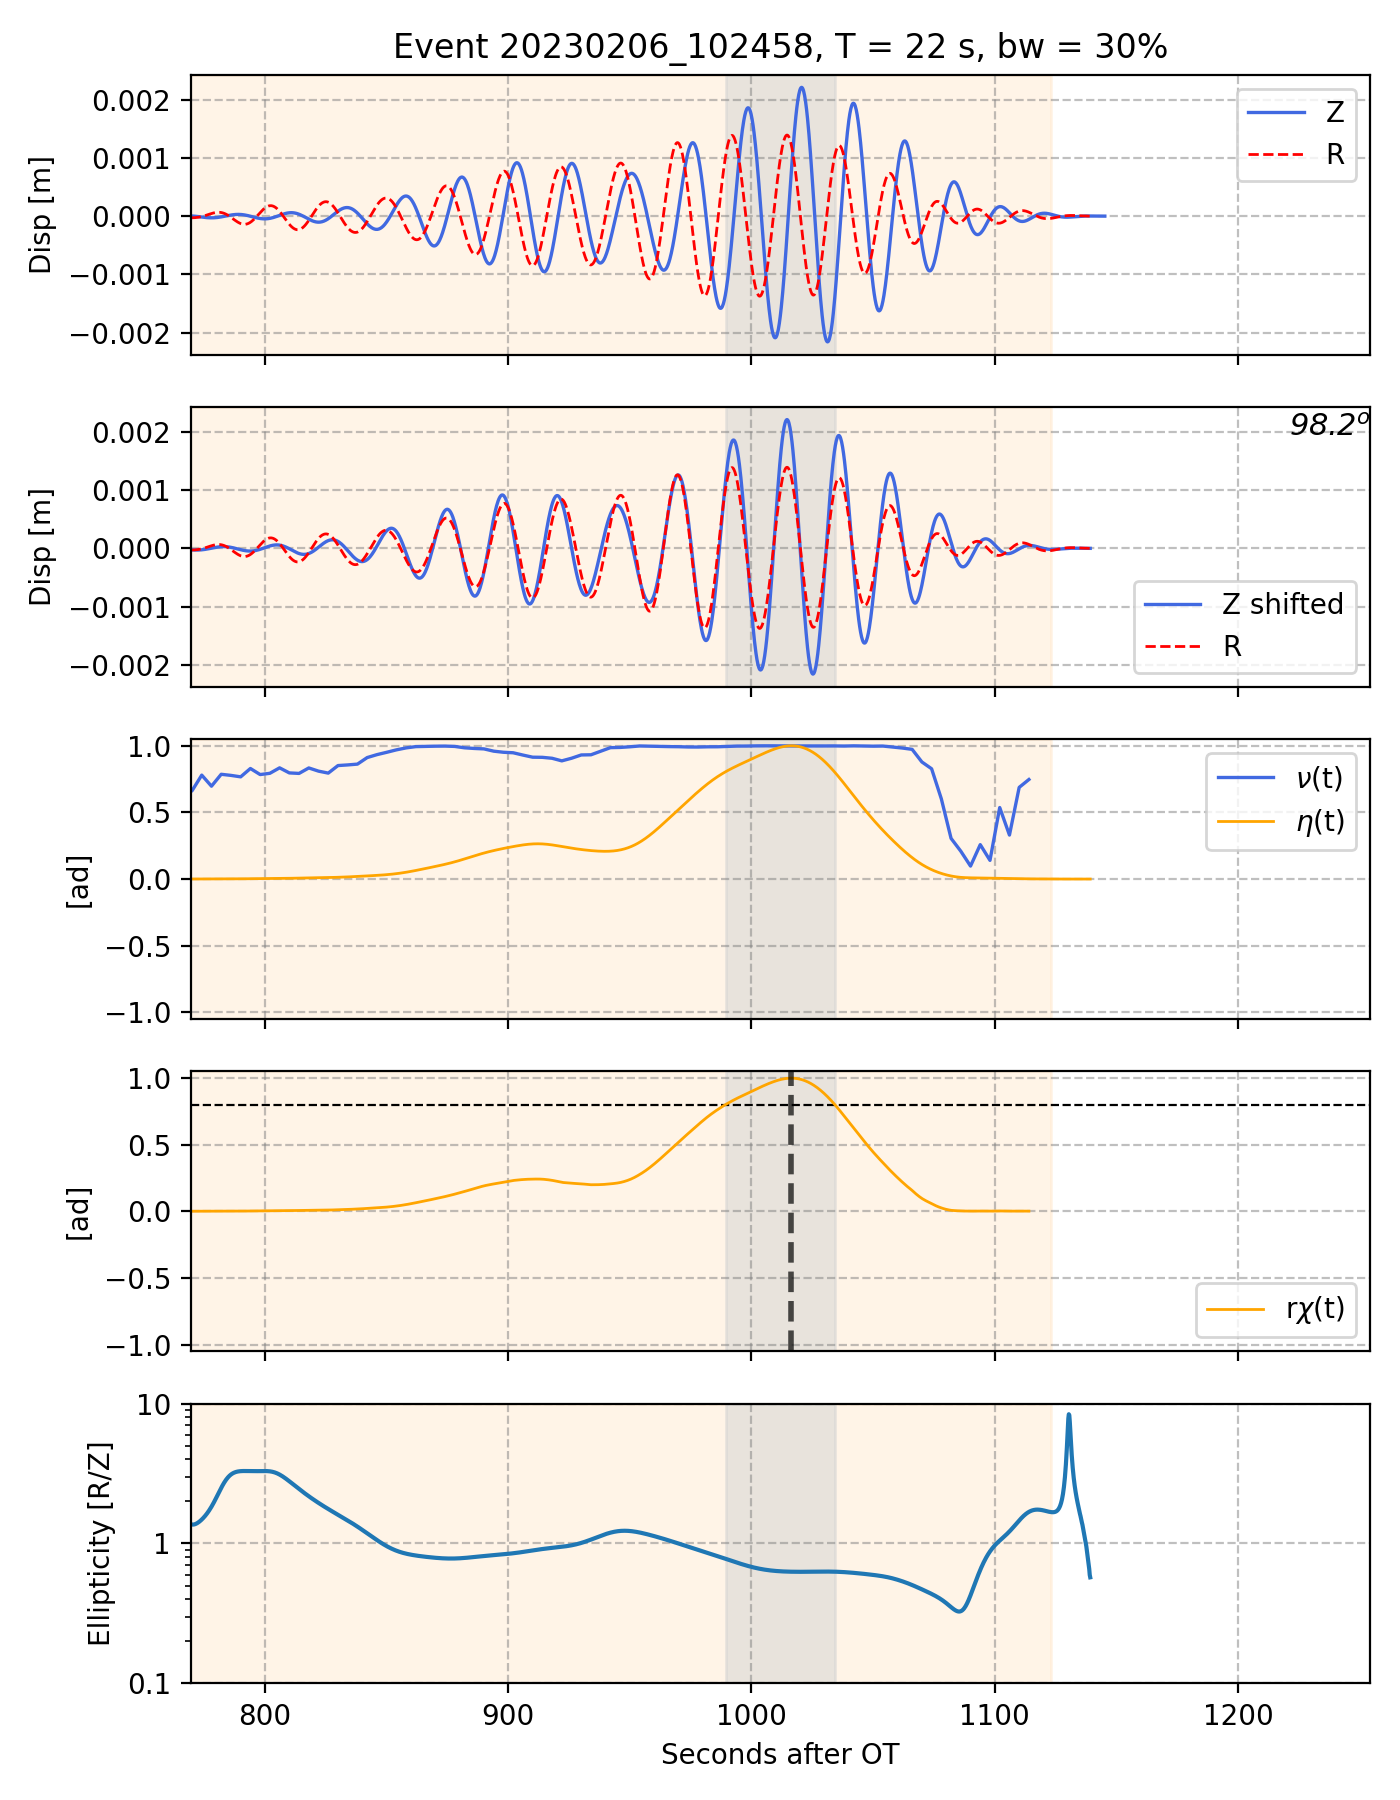 Event 20230206_102458, T = 22 s, bw = 30%
0.002
0.001
0.000
−0.001
−0.002
Disp [m]
Z
R
0.002
0.001
0.000
−0.001
−0.002
Disp [m]
98.2º
Z shifted
R
1.0
0.5
0.0
−0.5
−1.0
[ad]
ν(t)
η(t)
1.0
0.5
0.0
−0.5
−1.0
[ad]
rχ(t)
10
1
0.1
Ellipticity [R/Z]
800 900 1000 1100 1200
Seconds after OT